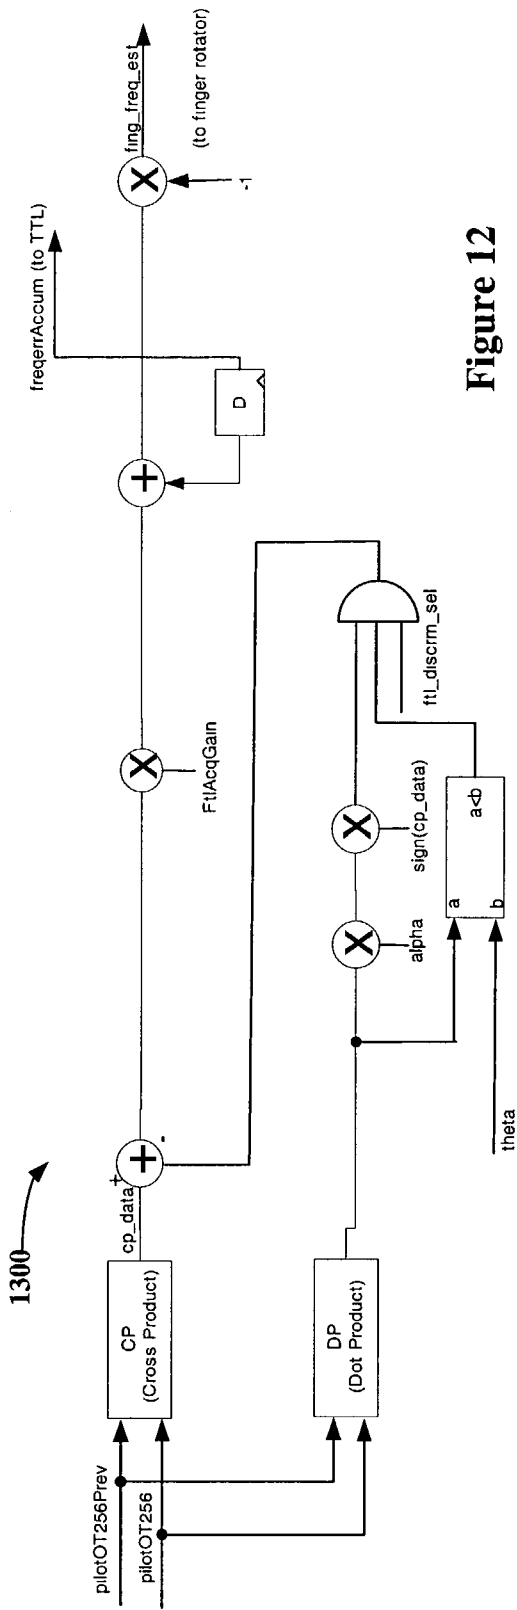 1300
pilotOT256Prev
pilotOT256
CP
(Cross Product)
cp_data
+
-
+
X
FtlAcqGain
+
D
freqerrAccum (to TTL)
X
-1
fing_freq_est
(to finger rotator)
DP
(Dot Product)
X
alpha
X
sign(cp_data)
theta
a
b
a<b
ftl_discrm_sel
Figure 12